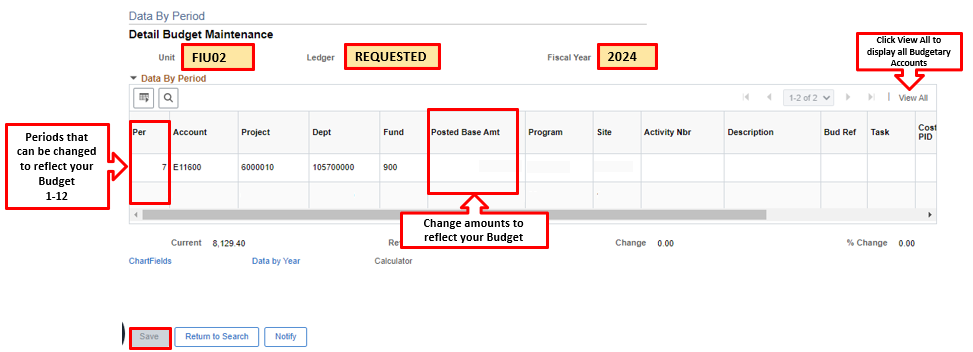 Data By Period
Detail Budget Maintenance
Unit FIU02 Ledger REQUESTED Fiscal Year 2024
Click View All to
display all Budgetary
Accounts
Data By Period
1-2 of 2 View All
Per Account Project Dept Fund Posted Base Amt Program Site Activity Nbr Description Bud Ref Task Cost
PID
7 E11600 6000010 105700000 900
Periods that
can be changed
to reflect your
Budget
1-12
Change amounts to
reflect your Budget
Current 8,129.40 Change 0.00 % Change 0.00
ChartFields Data by Year Calculator
Save Return to Search Notify